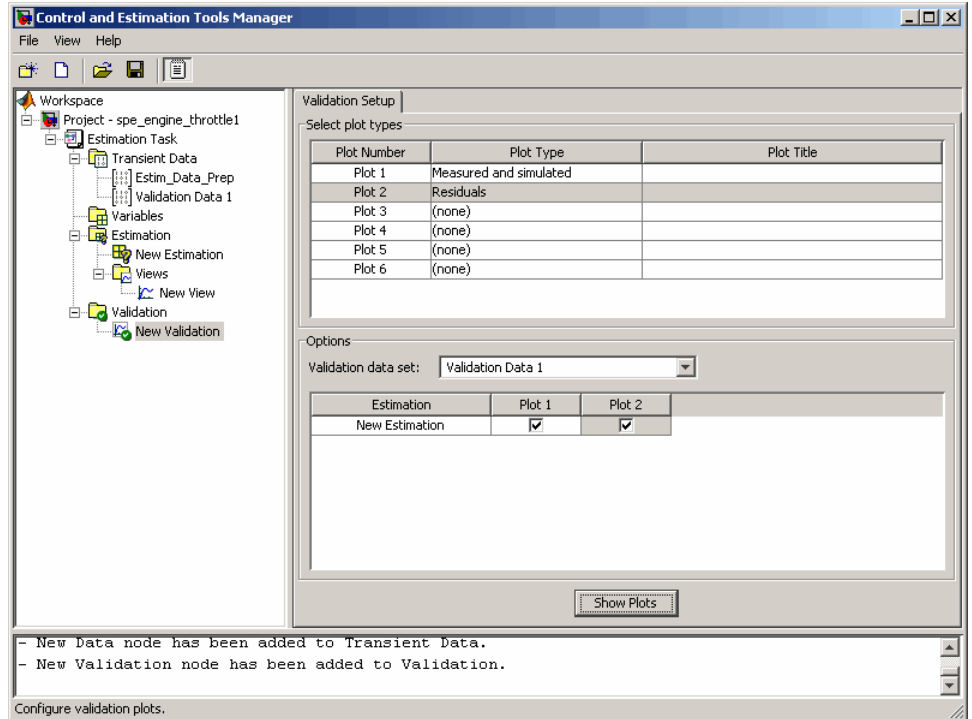 Control and Estimation Tools Manager
File View Help
Workspace
Project - spe_engine_throttle1
Estimation Task
Transient Data
Estim_Data_Prep
Validation Data 1
Variables
Estimation
New Estimation
Views
New View
Validation
New Validation
Validation Setup
Select plot types
Plot Number Plot Type Plot Title
Plot 1 Measured and simulated
Plot 2 Residuals
Plot 3 (none)
Plot 4 (none)
Plot 5 (none)
Plot 6 (none)
Options
Validation data set: Validation Data 1
Estimation Plot 1 Plot 2
New Estimation
Show Plots
- New Data node has been added to Transient Data.
- New Validation node has been added to Validation.
Configure validation plots.